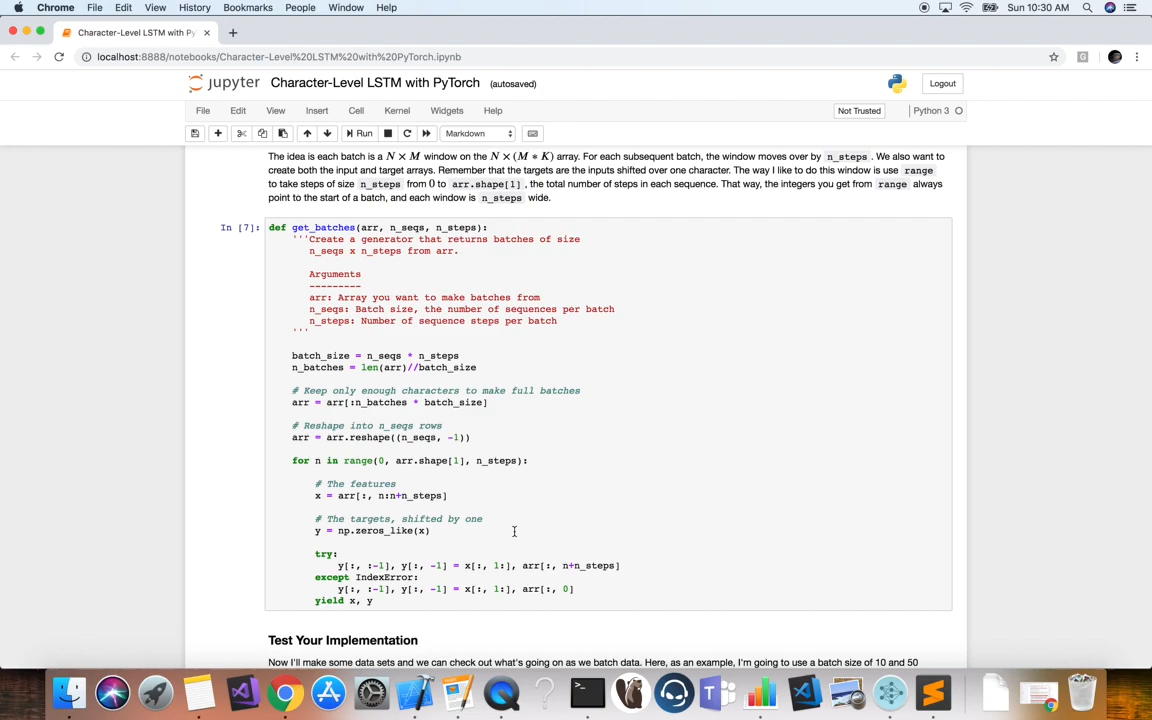 Chrome File Edit View History Bookmarks People Window Help Sun 10:30 AM
Character-Level LSTM with Py
localhost:8888/notebooks/Character-Level%20LSTM%20with%20PyTorch.ipynb
jupyter Character-Level LSTM with PyTorch (autosaved) Logout
File Edit View Insert Cell Kernel Widgets Help Not Trusted Python 3
Run Markdown
The idea is each batch is a N × M window on the N × (M * K) array. For each subsequent batch, the window moves over by n_steps. We also want to
create both the input and target arrays. Remember that the targets are the inputs shifted over one character. The way I like to do this window is use range
to take steps of size n_steps from 0 to arr.shape[1], the total number of steps in each sequence. That way, the integers you get from range always
point to the start of a batch, and each window is n_steps wide.
In [7]: def get_batches(arr, n_seqs, n_steps):
'''Create a generator that returns batches of size
n_seqs x n_steps from arr.
Arguments
---------
arr: Array you want to make batches from
n_seqs: Batch size, the number of sequences per batch
n_steps: Number of sequence steps per batch
'''
batch_size = n_seqs * n_steps
n_batches = len(arr)//batch_size
# Keep only enough characters to make full batches
arr = arr[:n_batches * batch_size]
# Reshape into n_seqs rows
arr = arr.reshape((n_seqs, -1))
for n in range(0, arr.shape[1], n_steps):
# The features
x = arr[:, n:n+n_steps]
# The targets, shifted by one
y = np.zeros_like(x)
try:
y[:, :-1], y[:, -1] = x[:, 1:], arr[:, n+n_steps]
except IndexError:
y[:, :-1], y[:, -1] = x[:, 1:], arr[:, 0]
yield x, y
Test Your Implementation
Now I'll make some data sets and we can check out what's going on as we batch data. Here, as an example, I'm going to use a batch size of 10 and 50